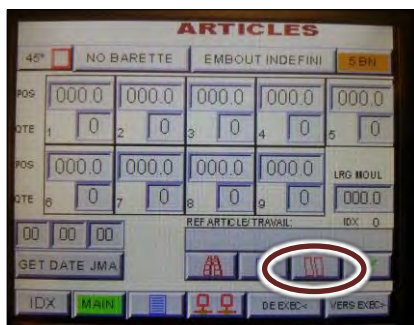 ARTICLES
45° NO BARETTE EMBOUT INDEFINI 5 BN
POS 000.0 000.0 000.0 000.0 000.0
QTE 1 0 2 0 3 0 4 0 5 0
POS 000.0 000.0 000.0 000.0 LRG MOUL
QTE 6 0 7 0 8 0 9 0 000.0
00 00 00 REF ARTICLE/TRAVAIL: IDX 0
GET DATE JMA
IDX MAIN DE EXEC< VERS EXEC>